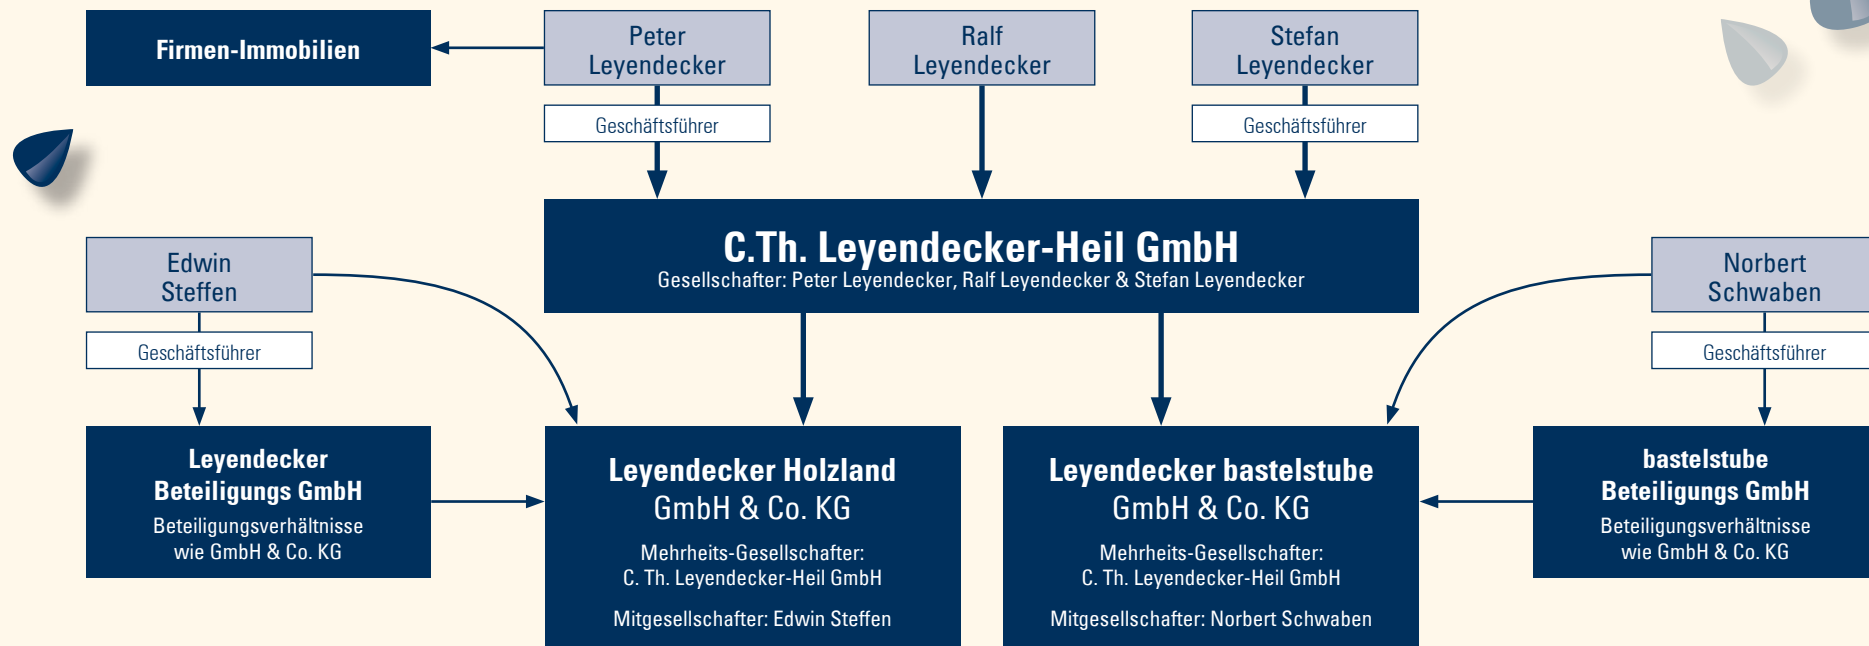 Firmen-Immobilien
Peter
Leyendecker
Ralf
Leyendecker
Stefan
Leyendecker
Geschäftsführer
Geschäftsführer
C.Th. Leyendecker-Heil GmbH
Gesellschafter: Peter Leyendecker, Ralf Leyendecker & Stefan Leyendecker
Edwin
Steffen
Geschäftsführer
Norbert
Schwaben
Geschäftsführer
Leyendecker
Beteiligungs GmbH
Beteiligungsverhältnisse
wie GmbH & Co. KG
Leyendecker Holzland
GmbH & Co. KG
Mehrheits-Gesellschafter:
C. Th. Leyendecker-Heil GmbH
Mitgesellschafter: Edwin Steffen
Leyendecker bastelstube
GmbH & Co. KG
Mehrheits-Gesellschafter:
C. Th. Leyendecker-Heil GmbH
Mitgesellschafter: Norbert Schwaben
bastelstube
Beteiligungs GmbH
Beteiligungsverhältnisse
wie GmbH & Co. KG